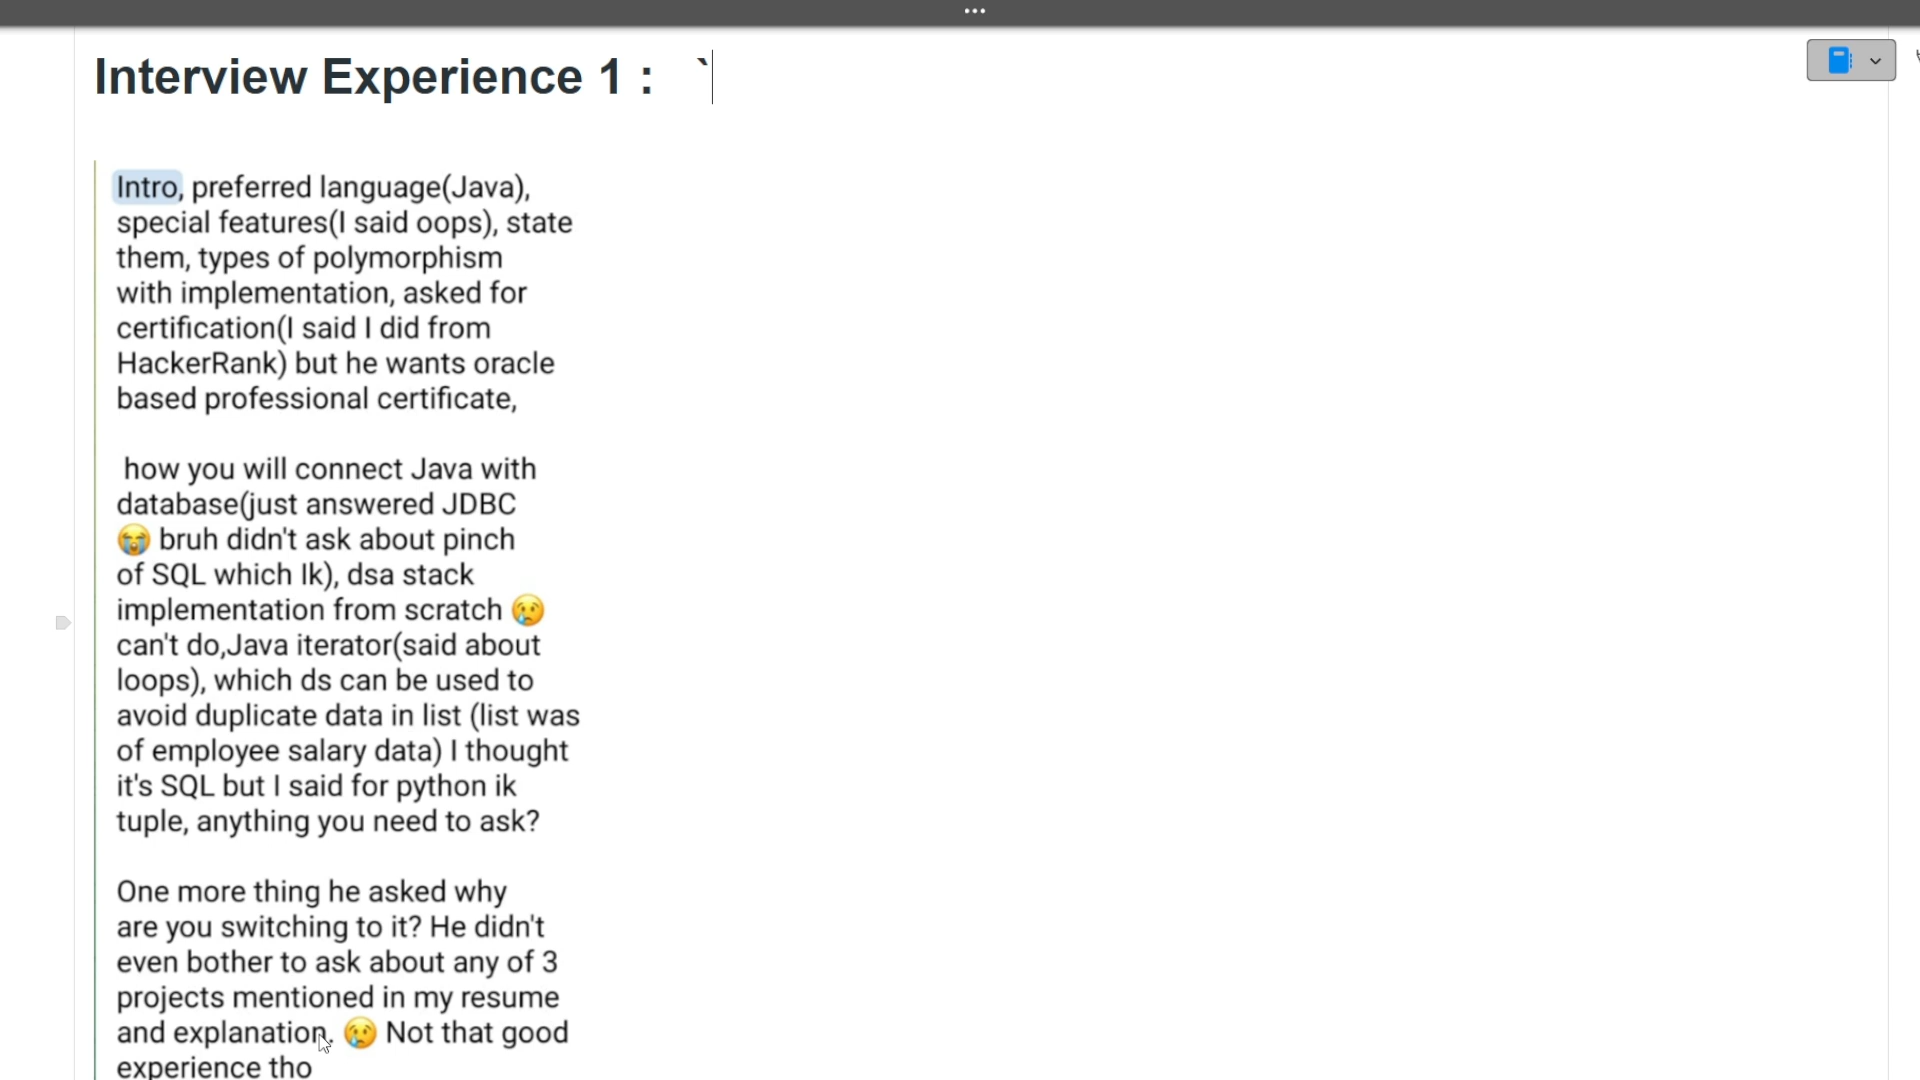 Interview Experience 1 : `
Intro, preferred language(Java),
special features(I said oops), state
them, types of polymorphism
with implementation, asked for
certification(I said I did from
HackerRank) but he wants oracle
based professional certificate,
how you will connect Java with
database(just answered JDBC
😭 bruh didn't ask about pinch
of SQL which Ik), dsa stack
implementation from scratch 😢
can't do,Java iterator(said about
loops), which ds can be used to
avoid duplicate data in list (list was
of employee salary data) I thought
it's SQL but I said for python ik
tuple, anything you need to ask?
One more thing he asked why
are you switching to it? He didn't
even bother to ask about any of 3
projects mentioned in my resume
and explanation. 😢 Not that good
experience tho